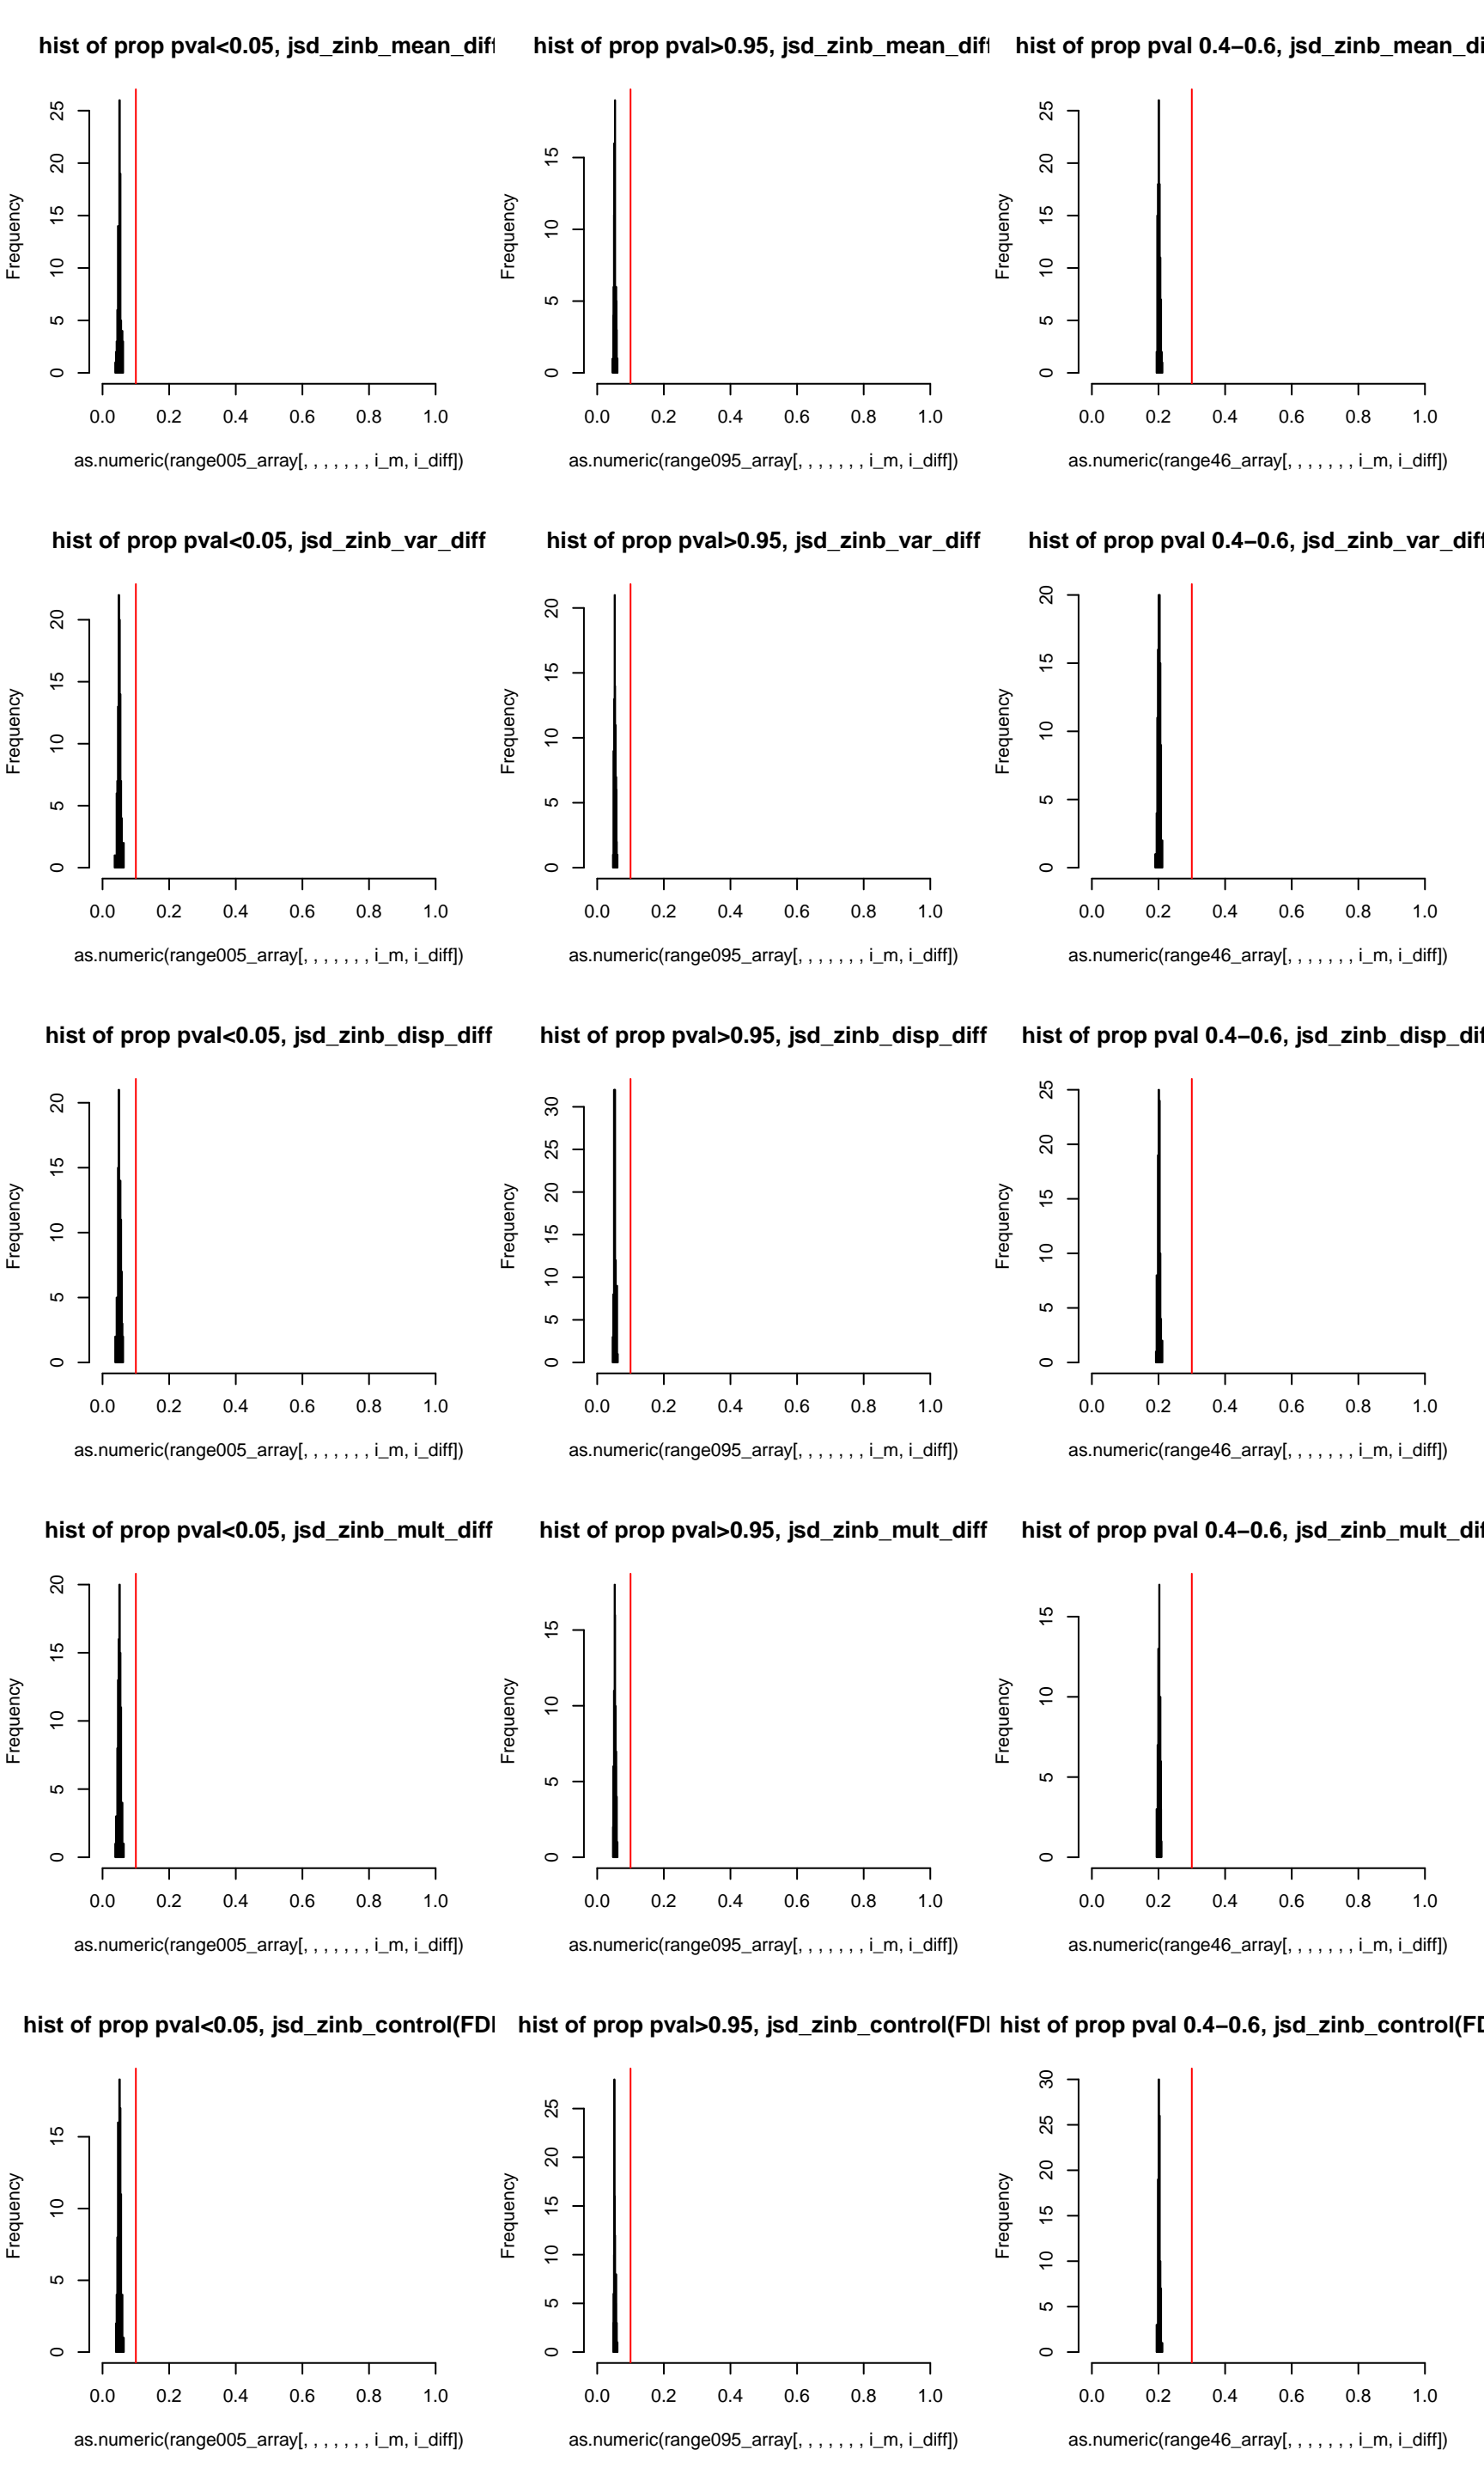 hist of prop pval<0.05, jsd_zinb_mean_diff
Frequency
25
20
15
10
5
0
0.0 0.2 0.4 0.6 0.8 1.0
as.numeric(range005_array[, , , , , , , i_m, i_diff])
hist of prop pval>0.95, jsd_zinb_mean_diff
Frequency
15
10
5
0
0.0 0.2 0.4 0.6 0.8 1.0
as.numeric(range095_array[, , , , , , , i_m, i_diff])
hist of prop pval 0.4−0.6, jsd_zinb_mean_di
Frequency
25
20
15
10
5
0
0.0 0.2 0.4 0.6 0.8 1.0
as.numeric(range46_array[, , , , , , , i_m, i_diff])
hist of prop pval<0.05, jsd_zinb_var_diff
Frequency
20
15
10
5
0
0.0 0.2 0.4 0.6 0.8 1.0
as.numeric(range005_array[, , , , , , , i_m, i_diff])
hist of prop pval>0.95, jsd_zinb_var_diff
Frequency
20
15
10
5
0
0.0 0.2 0.4 0.6 0.8 1.0
as.numeric(range095_array[, , , , , , , i_m, i_diff])
hist of prop pval 0.4−0.6, jsd_zinb_var_diff
Frequency
20
15
10
5
0
0.0 0.2 0.4 0.6 0.8 1.0
as.numeric(range46_array[, , , , , , , i_m, i_diff])
hist of prop pval<0.05, jsd_zinb_disp_diff
Frequency
20
15
10
5
0
0.0 0.2 0.4 0.6 0.8 1.0
as.numeric(range005_array[, , , , , , , i_m, i_diff])
hist of prop pval>0.95, jsd_zinb_disp_diff
Frequency
30
25
20
15
10
5
0
0.0 0.2 0.4 0.6 0.8 1.0
as.numeric(range095_array[, , , , , , , i_m, i_diff])
hist of prop pval 0.4−0.6, jsd_zinb_disp_dif
Frequency
25
20
15
10
5
0
0.0 0.2 0.4 0.6 0.8 1.0
as.numeric(range46_array[, , , , , , , i_m, i_diff])
hist of prop pval<0.05, jsd_zinb_mult_diff
Frequency
20
15
10
5
0
0.0 0.2 0.4 0.6 0.8 1.0
as.numeric(range005_array[, , , , , , , i_m, i_diff])
hist of prop pval>0.95, jsd_zinb_mult_diff
Frequency
15
10
5
0
0.0 0.2 0.4 0.6 0.8 1.0
as.numeric(range095_array[, , , , , , , i_m, i_diff])
hist of prop pval 0.4−0.6, jsd_zinb_mult_dif
Frequency
15
10
5
0
0.0 0.2 0.4 0.6 0.8 1.0
as.numeric(range46_array[, , , , , , , i_m, i_diff])
hist of prop pval<0.05, jsd_zinb_control(FD
Frequency
15
10
5
0
0.0 0.2 0.4 0.6 0.8 1.0
as.numeric(range005_array[, , , , , , , i_m, i_diff])
hist of prop pval>0.95, jsd_zinb_control(FD
Frequency
25
20
15
10
5
0
0.0 0.2 0.4 0.6 0.8 1.0
as.numeric(range095_array[, , , , , , , i_m, i_diff])
hist of prop pval 0.4−0.6, jsd_zinb_control(FD
Frequency
30
25
20
15
10
5
0
0.0 0.2 0.4 0.6 0.8 1.0
as.numeric(range46_array[, , , , , , , i_m, i_diff])